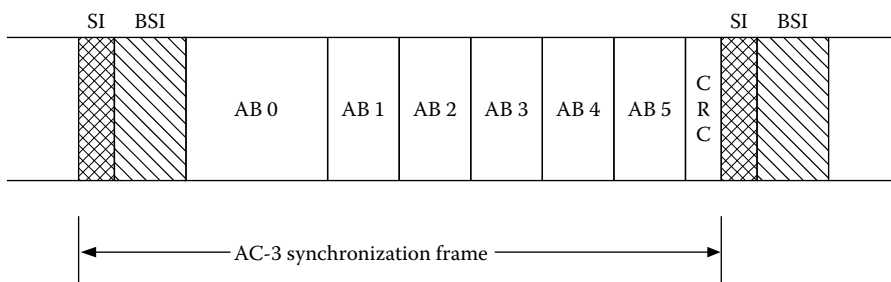 SI BSI SI BSI
AB 0 AB 1 AB 2 AB 3 AB 4 AB 5 CRC
AC-3 synchronization frame